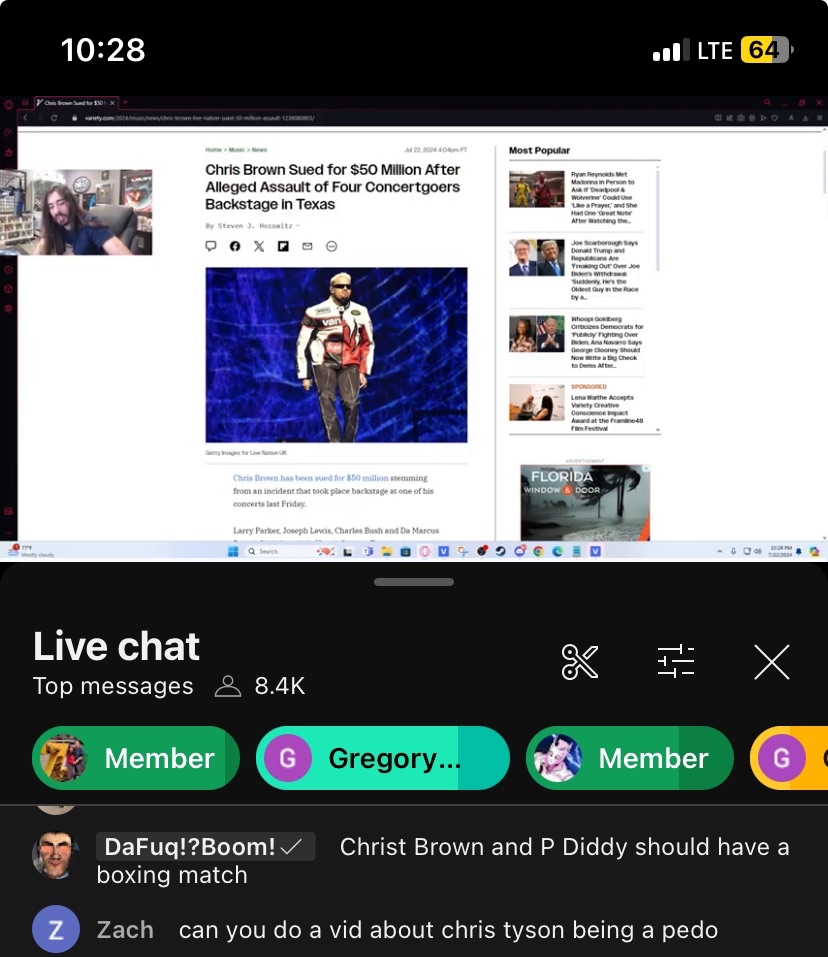 10:28
LTE 64
Chris Brown Sued for $50
variety.com/2024/music/news/chris-brown-live-nation-sued-50-million-assault-1236080803/
Home > Music > News
Jul 22, 2024 4:04pm PT
Chris Brown Sued for $50 Million After
Alleged Assault of Four Concertgoers
Backstage in Texas
By Steven J. Horowitz
Getty Images for Live Nation UK
Chris Brown has been sued for $50 million stemming
from an incident that took place backstage at one of his
concerts last Friday.
Larry Parker, Joseph Lewis, Charles Bush and Da Marcus
Most Popular
Ryan Reynolds Met
Madonna in Person to
Ask if 'Deadpool &
Wolverine' Could Use
'Like a Prayer,' and She
Had One 'Great Note'
After Watching the..
Joe Scarborough Says
Donald Trump and
Republicans Are
'Freaking Out' Over Joe
Biden's Withdrawal:
'Suddenly, He's the
Oldest Guy in the Race
by a..
Whoopi Goldberg
Criticizes Democrats for
'Publicly' Fighting Over
Biden, Ana Navarro Says
George Clooney Should
Now Write a Big Check
to Dems After..
SPONSORED
Lena Waithe Accepts
Variety Creative
Conscience Impact
Award at the Frameline48
Film Festival
ADVERTISEMENT
FLORIDA
WINDOW & DOOR
77°F
Mostly cloudy
Search
10:28 PM
7/22/2024
Live chat
Top messages 8.4K
Member
G Gregory...
Member
G
DaFuq!?Boom! Christ Brown and P Diddy should have a
boxing match
Z Zach can you do a vid about chris tyson being a pedo